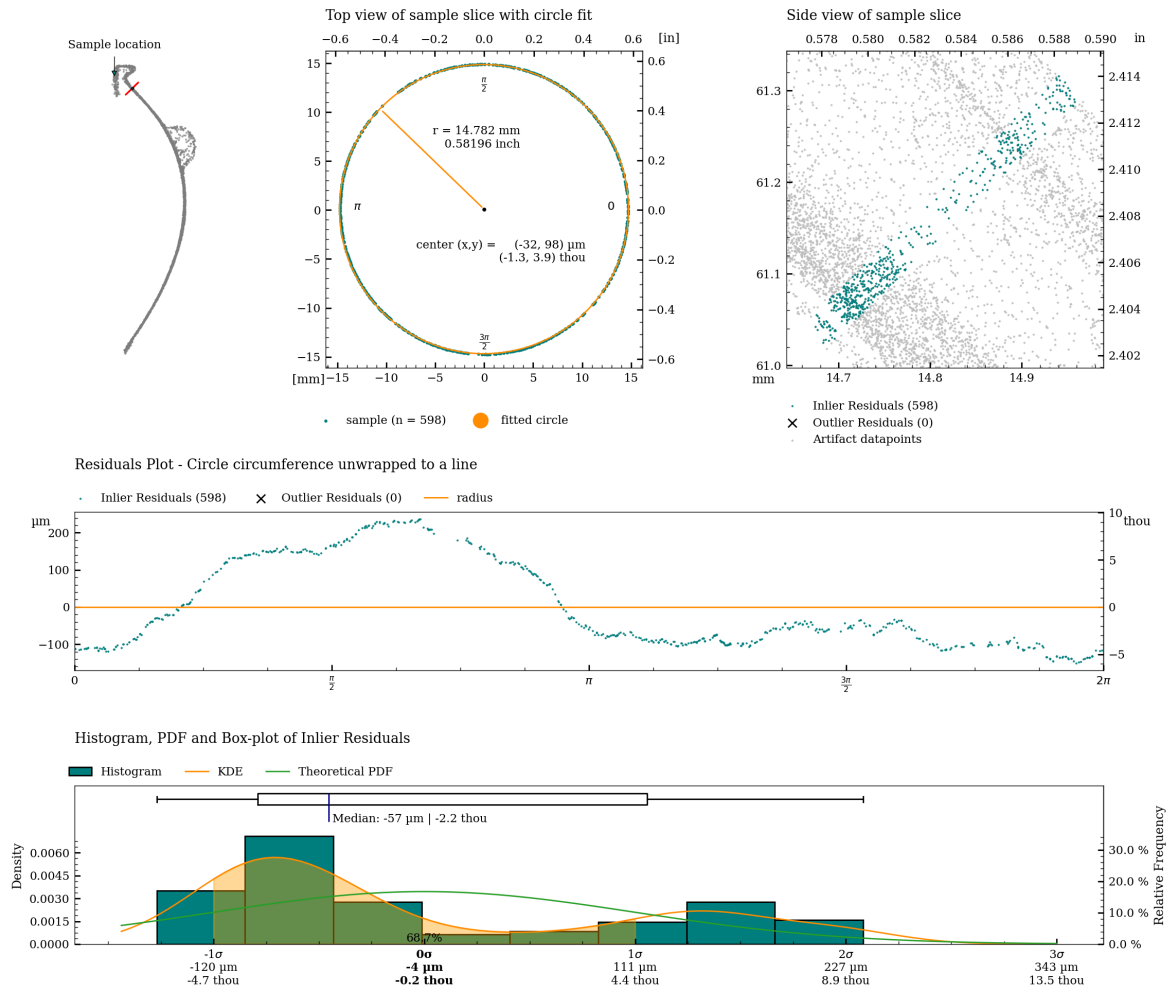 Sample location
Top view of sample slice with circle fit
−0.6 −0.4 −0.2 0.0 0.2 0.4 0.6 [in]
15 10 5 0 −5 −10 −15
0.6 0.4 0.2 0.0 −0.2 −0.4 −0.6
π/2
r = 14.782 mm
0.58196 inch
π 0
center (x,y) = (-32, 98) µm
(-1.3, 3.9) thou
3π/2
[mm] −15 −10 −5 0 5 10 15
sample (n = 598) fitted circle
Side view of sample slice
0.578 0.580 0.582 0.584 0.586 0.588 0.590 in
61.3 61.2 61.1 61.0
2.414 2.412 2.410 2.408 2.406 2.404 2.402
mm 14.7 14.8 14.9
Inlier Residuals (598)
Outlier Residuals (0)
Artifact datapoints
Residuals Plot - Circle circumference unwrapped to a line
Inlier Residuals (598) Outlier Residuals (0) radius
µm 200 100 0 −100
10 thou 5 0 −5
0 π/2 π 3π/2 2π
Histogram, PDF and Box-plot of Inlier Residuals
Histogram KDE Theoretical PDF
Median: -57 µm | -2.2 thou
Density
0.0060 0.0045 0.0030 0.0015 0.0000
Relative Frequency
30.0 % 20.0 % 10.0 % 0.0 %
68.7%
-1σ 0σ 1σ 2σ 3σ
-120 µm -4 µm 111 µm 227 µm 343 µm
-4.7 thou -0.2 thou 4.4 thou 8.9 thou 13.5 thou